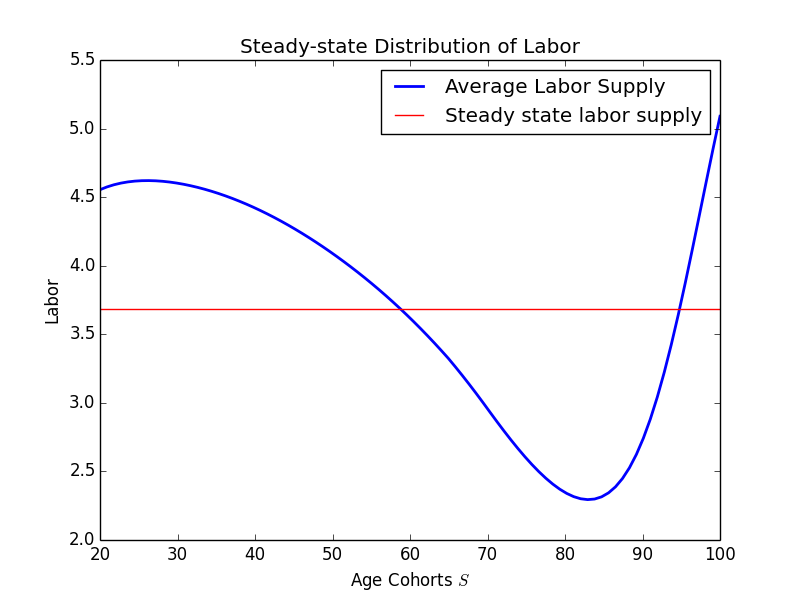 Steady-state Distribution of Labor
5.5
5.0
4.5
4.0
3.5
3.0
2.5
2.0
Labor
Average Labor Supply
Steady state labor supply
20 30 40 50 60 70 80 90 100
Age Cohorts S